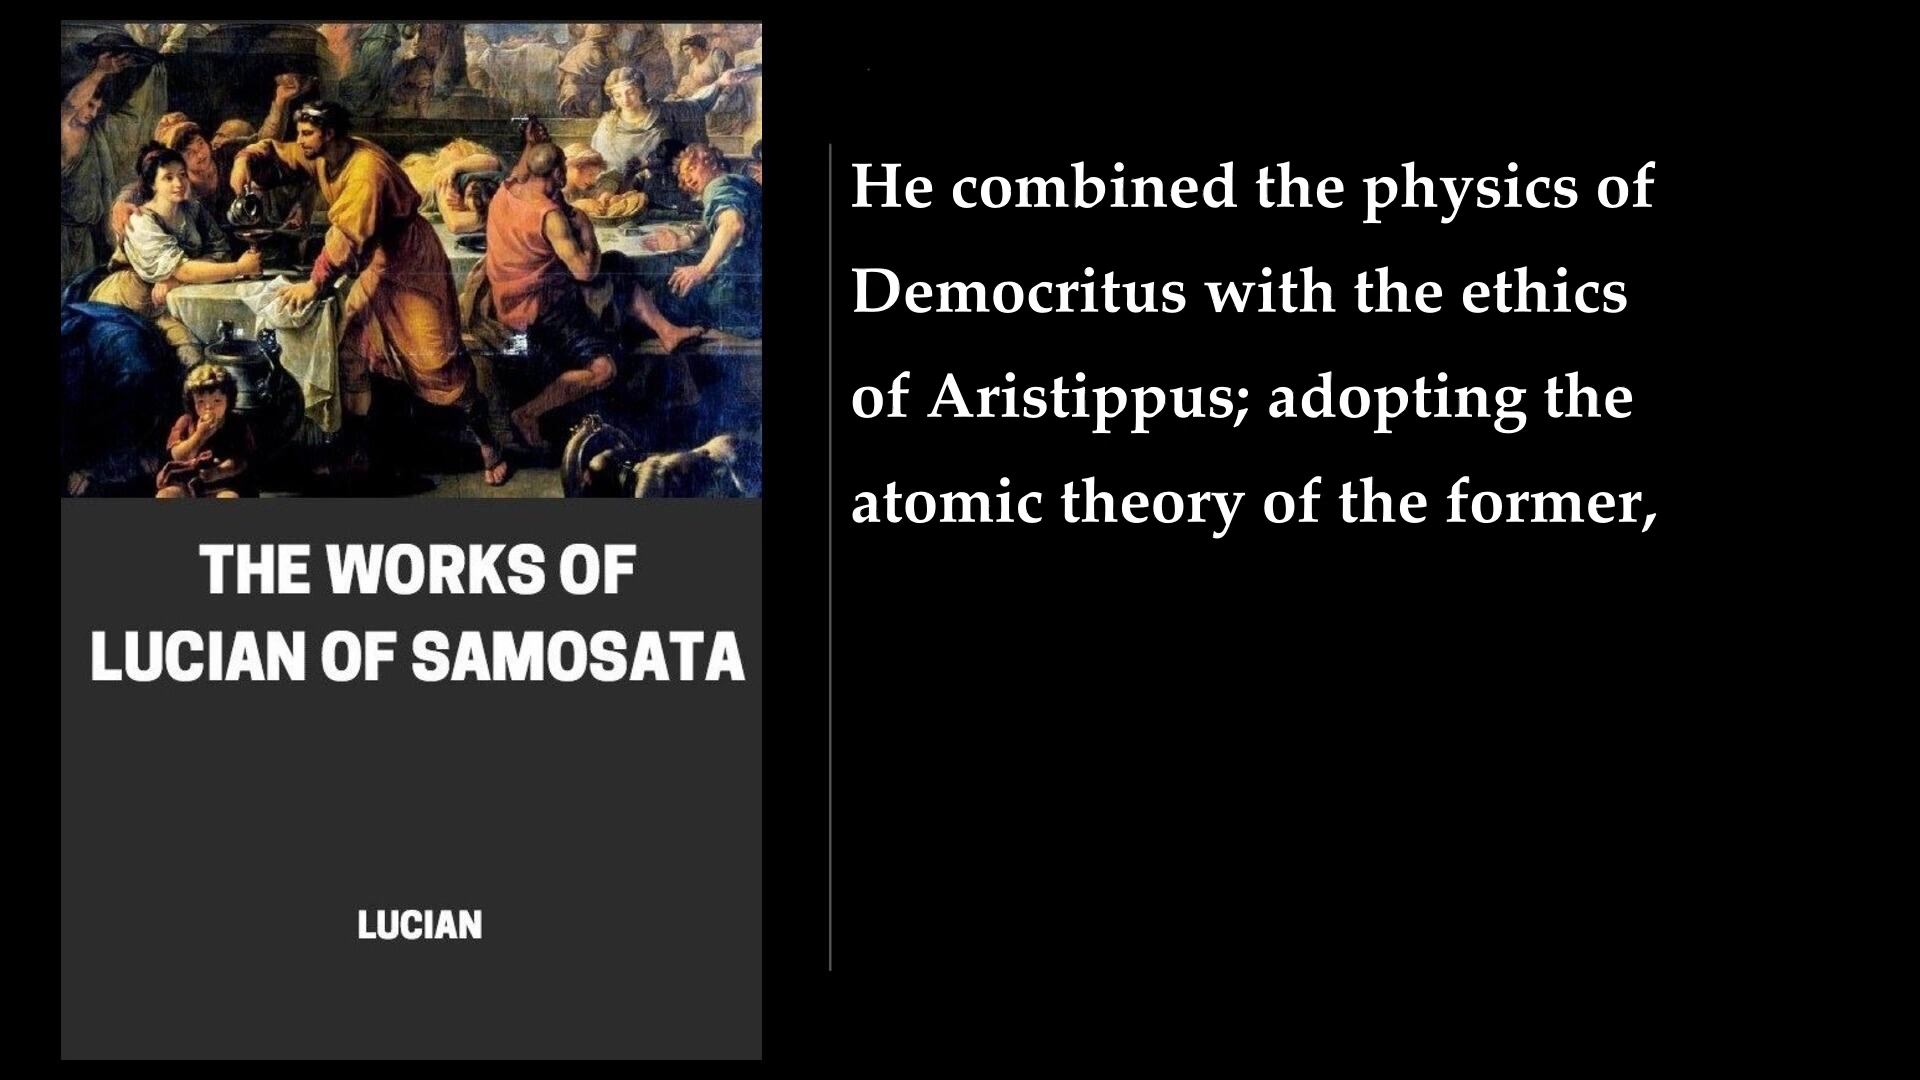 THE WORKS OF
LUCIAN OF SAMOSATA
LUCIAN
He combined the physics of
Democritus with the ethics
of Aristippus; adopting the
atomic theory of the former,